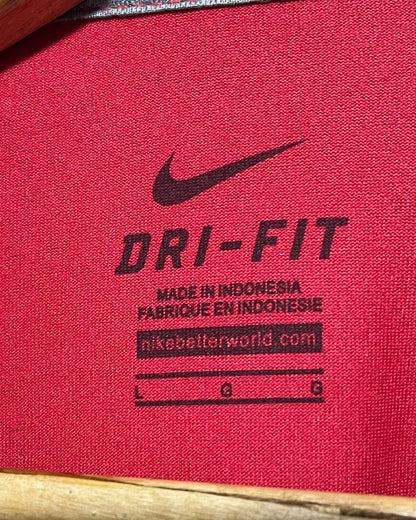 DRI-FIT
MADE IN INDONESIA
FABRIQUE EN INDONESIE
nikebetterworld.com
L G G